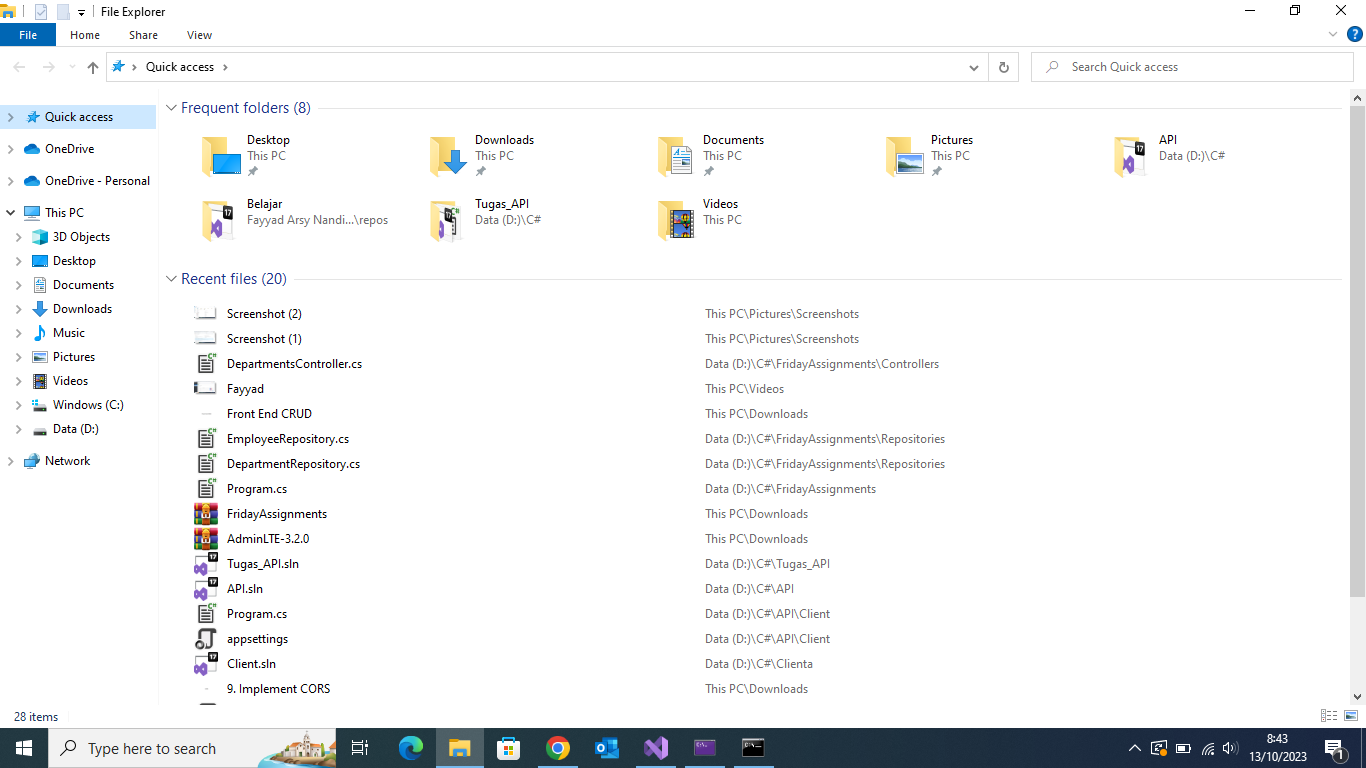 File Explorer
File Home Share View
Quick access
Search Quick access
Quick access
OneDrive
OneDrive - Personal
This PC
3D Objects
Desktop
Documents
Downloads
Music
Pictures
Videos
Windows (C:)
Data (D:)
Network
Frequent folders (8)
Desktop
This PC
Downloads
This PC
Documents
This PC
Pictures
This PC
API
Data (D:)\C#
Belajar
Fayyad Arsy Nandi...\repos
Tugas_API
Data (D:)\C#
Videos
This PC
Recent files (20)
Screenshot (2) This PC\Pictures\Screenshots
Screenshot (1) This PC\Pictures\Screenshots
DepartmentsController.cs Data (D:)\C#\FridayAssignments\Controllers
Fayyad This PC\Videos
Front End CRUD This PC\Downloads
EmployeeRepository.cs Data (D:)\C#\FridayAssignments\Repositories
DepartmentRepository.cs Data (D:)\C#\FridayAssignments\Repositories
Program.cs Data (D:)\C#\FridayAssignments
FridayAssignments This PC\Downloads
AdminLTE-3.2.0 This PC\Downloads
Tugas_API.sln Data (D:)\C#\Tugas_API
API.sln Data (D:)\C#\API
Program.cs Data (D:)\C#\API\Client
appsettings Data (D:)\C#\API\Client
Client.sln Data (D:)\C#\Clienta
9. Implement CORS This PC\Downloads
28 items
Type here to search
8:43
13/10/2023
1